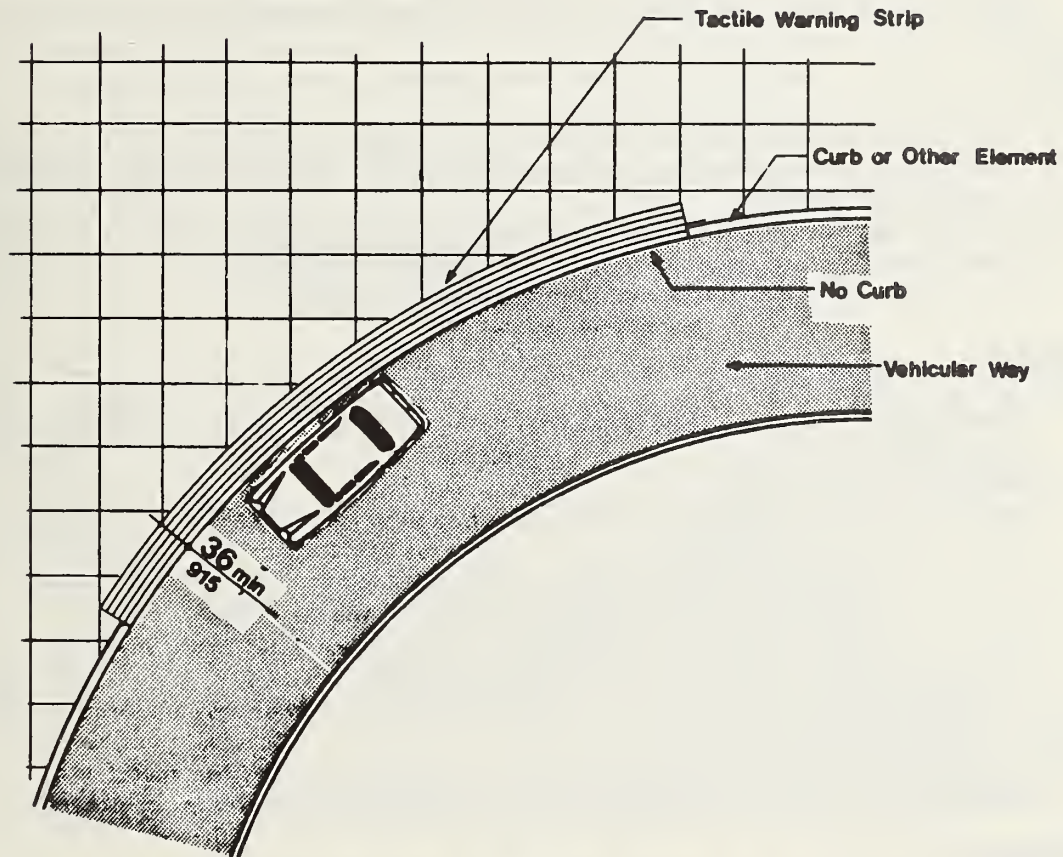 Tactile Warning Strip
Curb or Other Element
No Curb
Vehicular Way
36 min
915